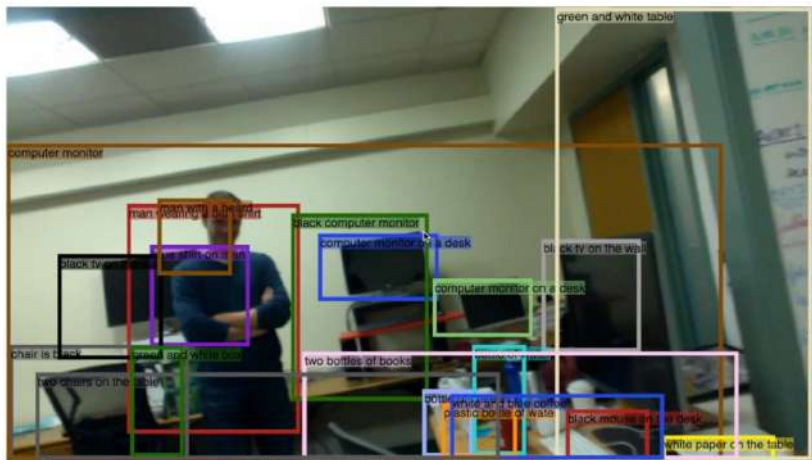 green and white table
computer monitor
man with a beard
man wearing a blue shirt
black computer monitor
computer monitor on a desk
black tv on the wall
blue shirt on man
black tv on the
computer monitor on a desk
chair is black
green and white box
two bottles of books
two chairs on the table
white and blue coffee
plastic bottle of water
black mouse on the desk
white paper on the table